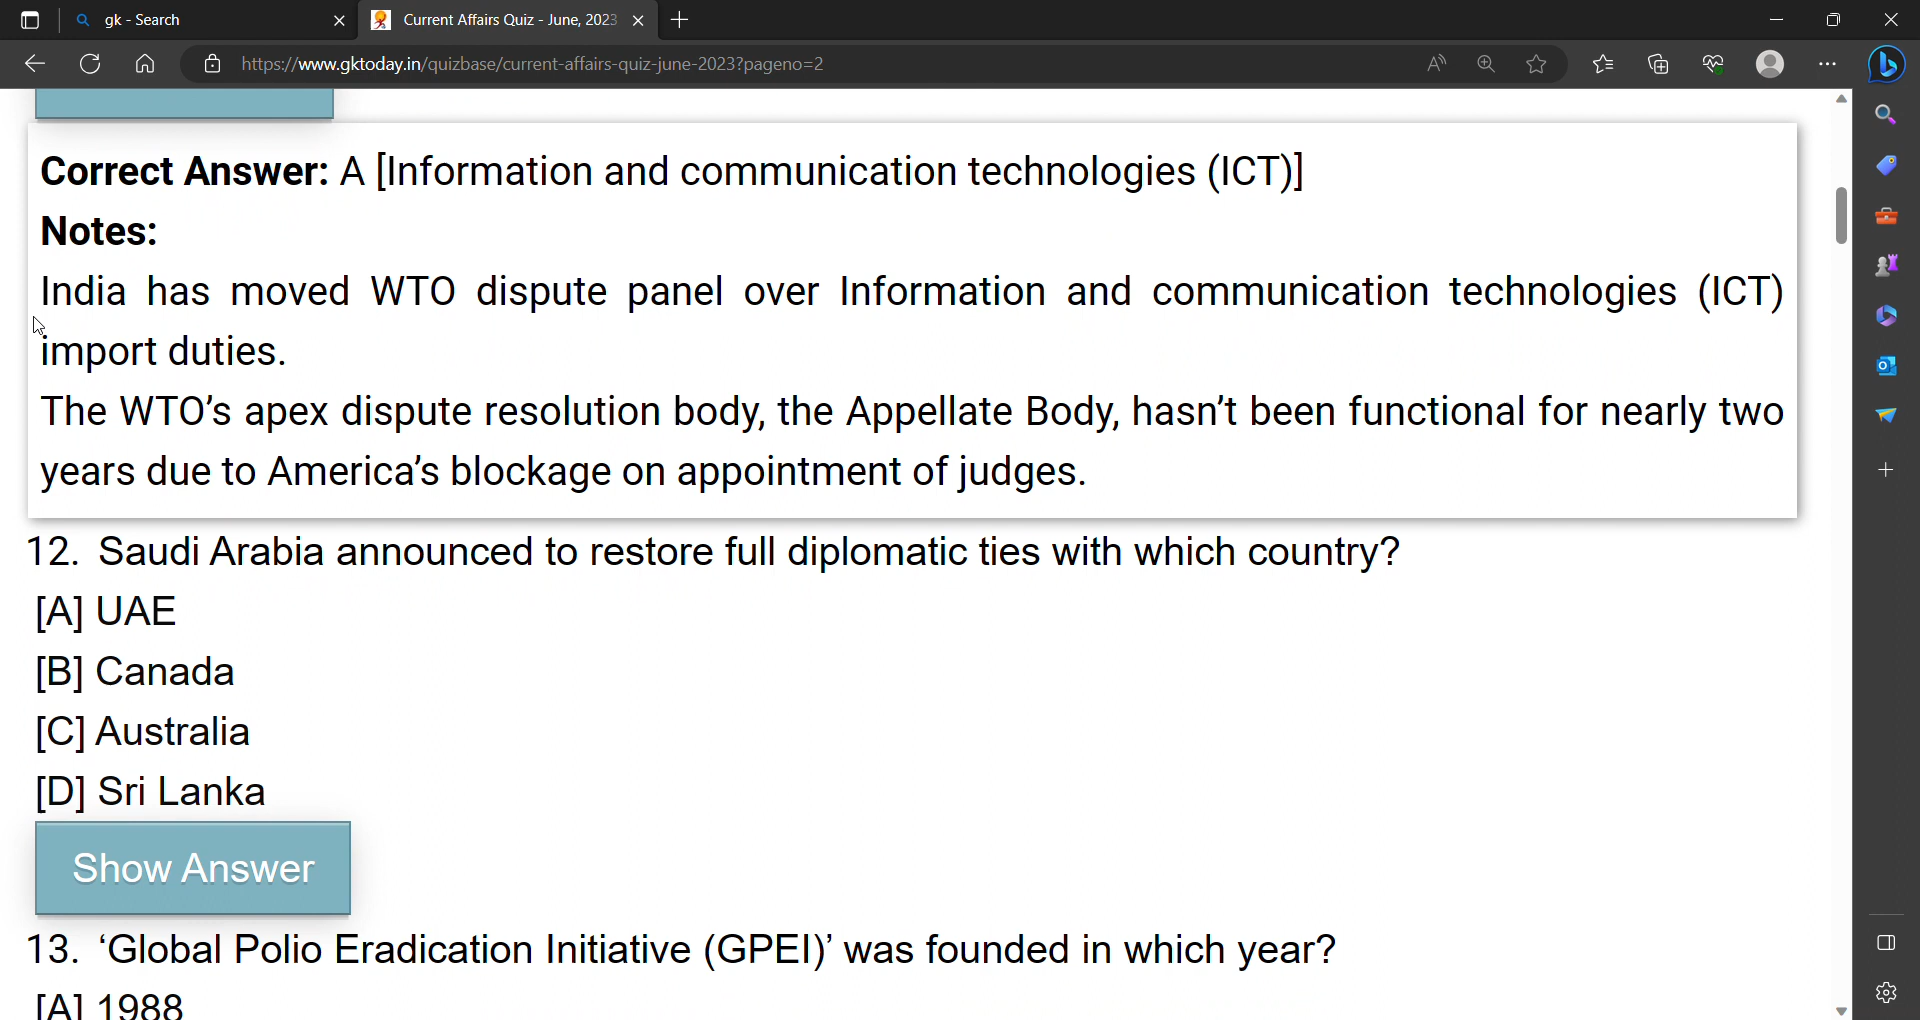 gk - Search
Current Affairs Quiz - June, 2023
https://www.gktoday.in/quizbase/current-affairs-quiz-june-2023?pageno=2
Correct Answer: A [Information and communication technologies (ICT)]
Notes:
India has moved WTO dispute panel over Information and communication technologies (ICT)
import duties.
The WTO’s apex dispute resolution body, the Appellate Body, hasn’t been functional for nearly two
years due to America’s blockage on appointment of judges.
12. Saudi Arabia announced to restore full diplomatic ties with which country?
[A] UAE
[B] Canada
[C] Australia
[D] Sri Lanka
Show Answer
13. ‘Global Polio Eradication Initiative (GPEI)’ was founded in which year?
[A] 1988